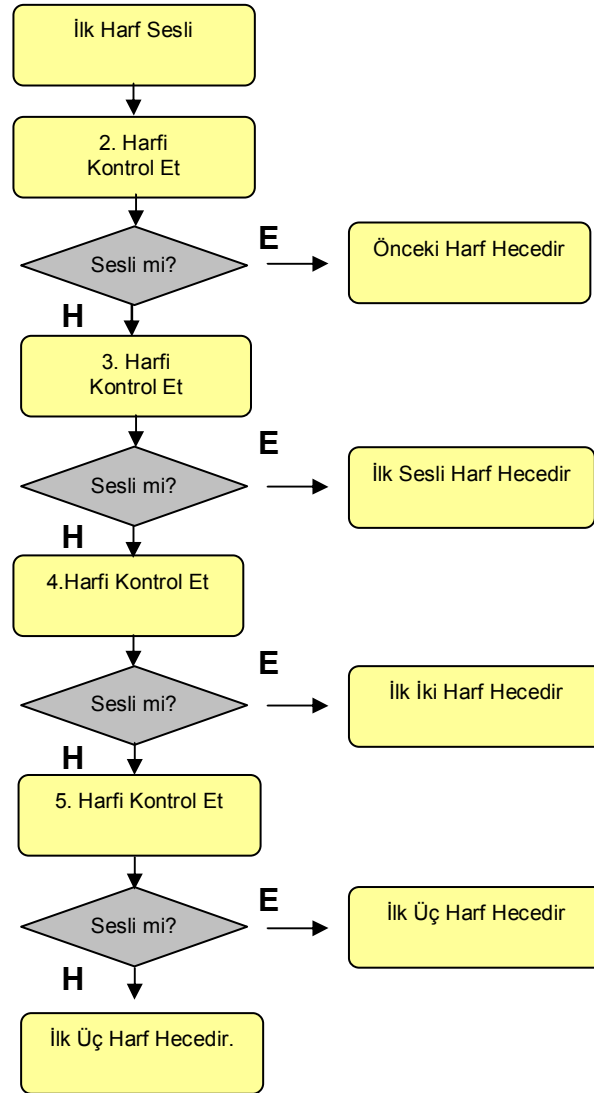 İlk Harf Sesli
2. Harfi
Kontrol Et
Sesli mi?
E
Önceki Harf Hecedir
H
3. Harfi
Kontrol Et
Sesli mi?
E
İlk Sesli Harf Hecedir
H
4.Harfi Kontrol Et
Sesli mi?
E
İlk İki Harf Hecedir
H
5. Harfi Kontrol Et
Sesli mi?
E
İlk Üç Harf Hecedir
H
İlk Üç Harf Hecedir.